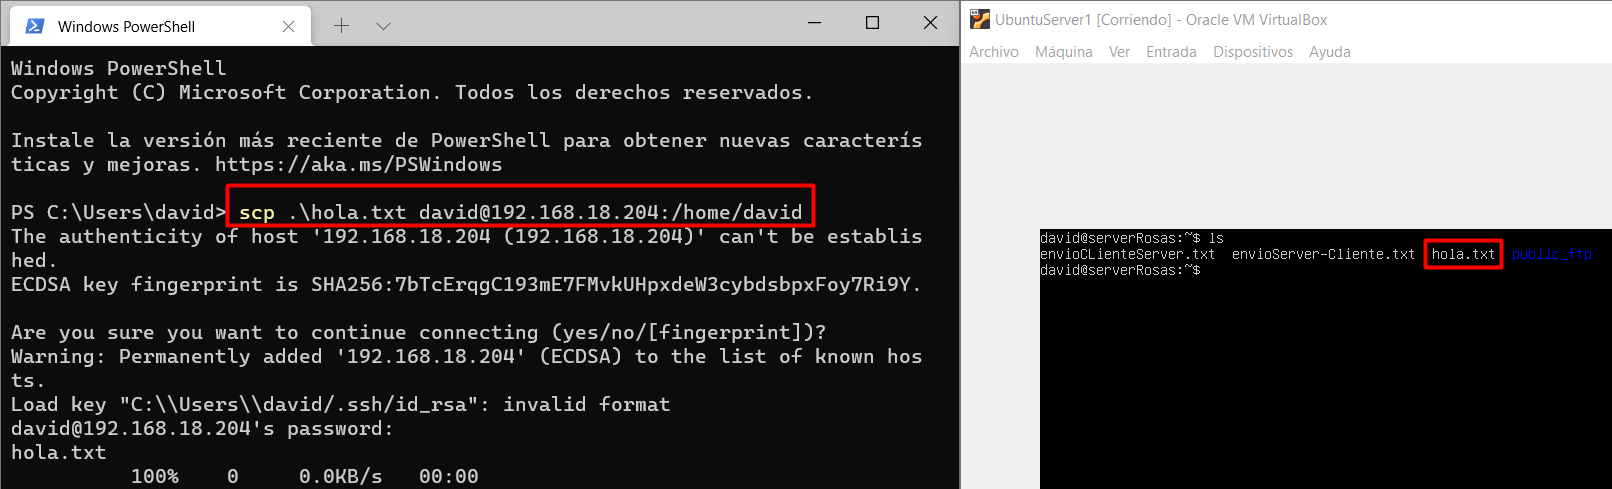 Windows PowerShell
Windows PowerShell
Copyright (C) Microsoft Corporation. Todos los derechos reservados.
Instale la versión más reciente de PowerShell para obtener nuevas caracterís
ticas y mejoras. https://aka.ms/PSWindows
PS C:\Users\david> scp .\hola.txt david@192.168.18.204:/home/david
The authenticity of host '192.168.18.204 (192.168.18.204)' can't be establis
hed.
ECDSA key fingerprint is SHA256:7bTcErqgC193mE7FMvkUHpxdeW3cybdsbpxFoy7Ri9Y.
Are you sure you want to continue connecting (yes/no/[fingerprint])?
Warning: Permanently added '192.168.18.204' (ECDSA) to the list of known hos
ts.
Load key "C:\\Users\\david/.ssh/id_rsa": invalid format
david@192.168.18.204's password:
hola.txt
100% 0 0.0KB/s 00:00
UbuntuServer1 [Corriendo] - Oracle VM VirtualBox
Archivo Máquina Ver Entrada Dispositivos Ayuda
david@serverRosas:~$ ls
envioCLienteServer.txt envioServer-Cliente.txt hola.txt public_ftp
david@serverRosas:~$